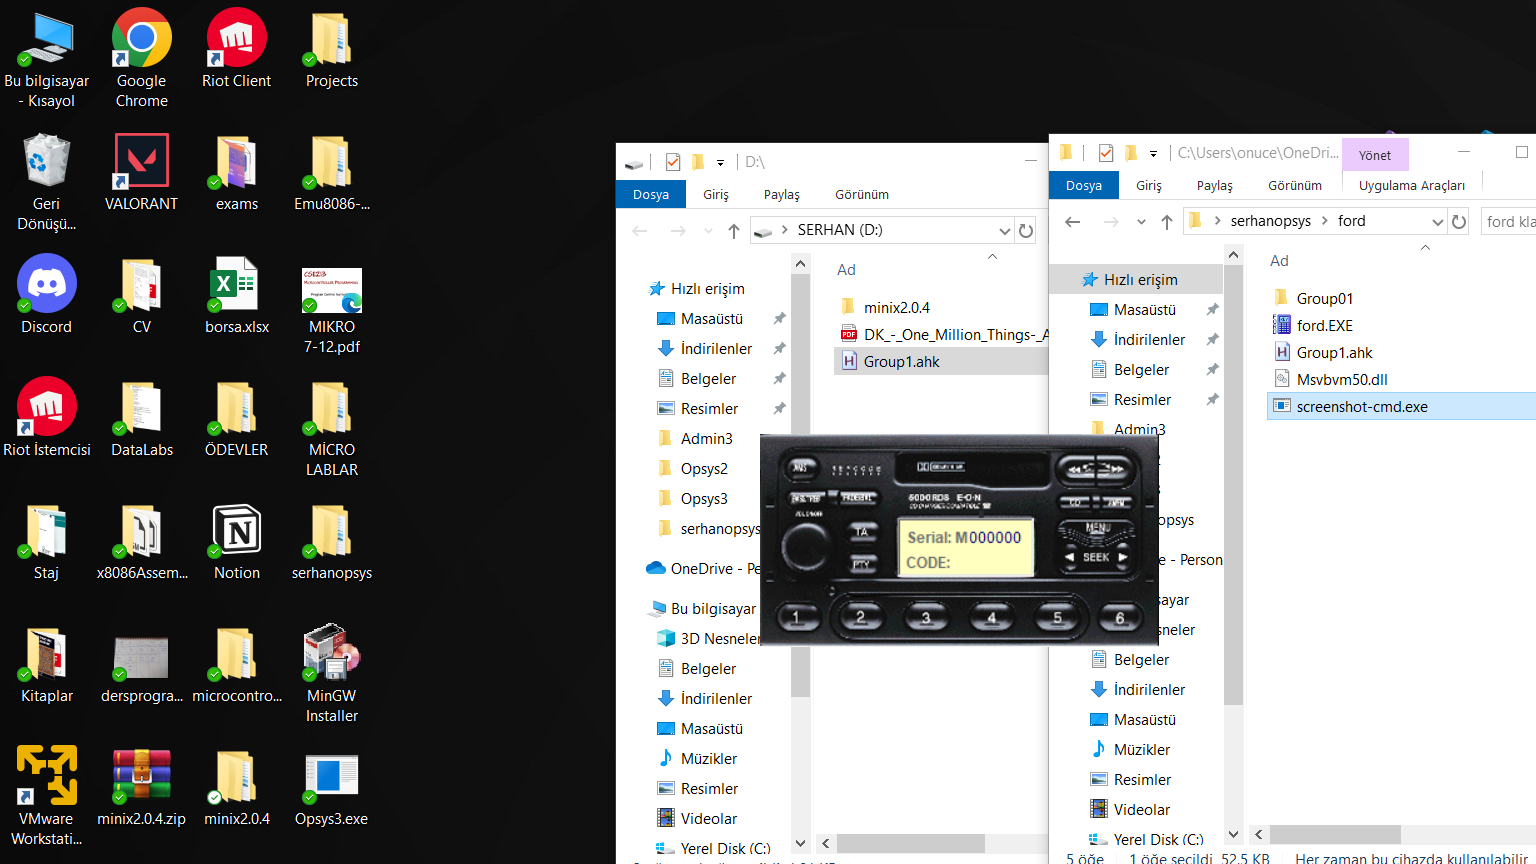 Bu bilgisayar
- Kısayol
Google
Chrome
Riot Client
Projects
Geri
Dönüşü...
VALORANT
exams
Emu8086-...
Discord
CV
borsa.xlsx
MIKRO
7-12.pdf
Riot İstemcisi
DataLabs
ÖDEVLER
MİCRO
LABLAR
Staj
x8086Assem...
Notion
serhanopsys
Kitaplar
dersprogra...
microcontro...
MinGW
Installer
VMware
Workstati...
minix2.0.4.zip
minix2.0.4
Opsys3.exe
D:\
Dosya
Giriş
Paylaş
Görünüm
SERHAN (D:)
Ad
Hızlı erişim
Masaüstü
İndirilenler
Belgeler
Resimler
Admin3
Opsys2
Opsys3
serhanopsys
OneDrive - Pe
Bu bilgisayar
3D Nesneler
Belgeler
İndirilenler
Masaüstü
Müzikler
Resimler
Videolar
Yerel Disk (C:)
minix2.0.4
DK_-_One_Million_Things-_A
Group1.ahk
C:\Users\onuce\OneDri...
Yönet
Dosya
Giriş
Paylaş
Görünüm
Uygulama Araçları
serhanopsys
ford
ford kla
Ad
Hızlı erişim
Masaüstü
İndirilenler
Belgeler
Resimler
Admin3
opsys
e - Person
sayar
sneler
Belgeler
İndirilenler
Masaüstü
Müzikler
Resimler
Videolar
Yerel Disk (C:)
Group01
ford.EXE
Group1.ahk
Msvbvm50.dll
screenshot-cmd.exe
5 öğe
1 öğe seçildi 52,5 KB
Her zaman bu cihazda kullanılabilir
6000 RDS E·O·N
TA
PTY
CD
MENU
SEEK
Serial: M000000
CODE:
1
2
3
4
5
6